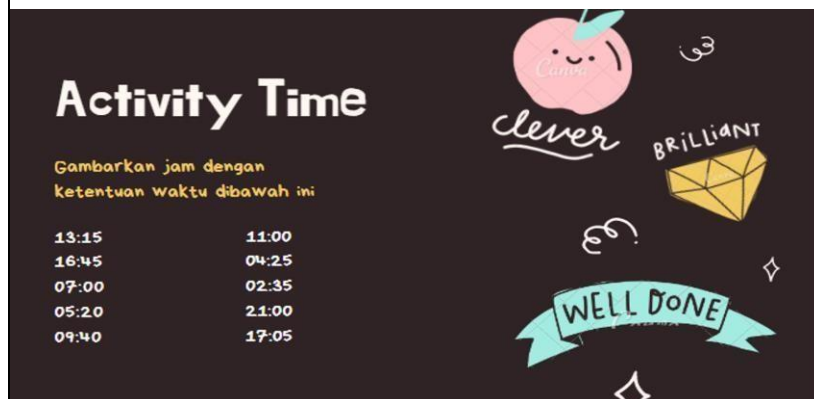 Activity Time
Gambarkan jam dengan
ketentuan waktu dibawah ini
13:15
16:45
07:00
05:20
09:40
11:00
04:25
02:35
21:00
17:05
Canva
clever
BRiLLiaNT
WELL DONE